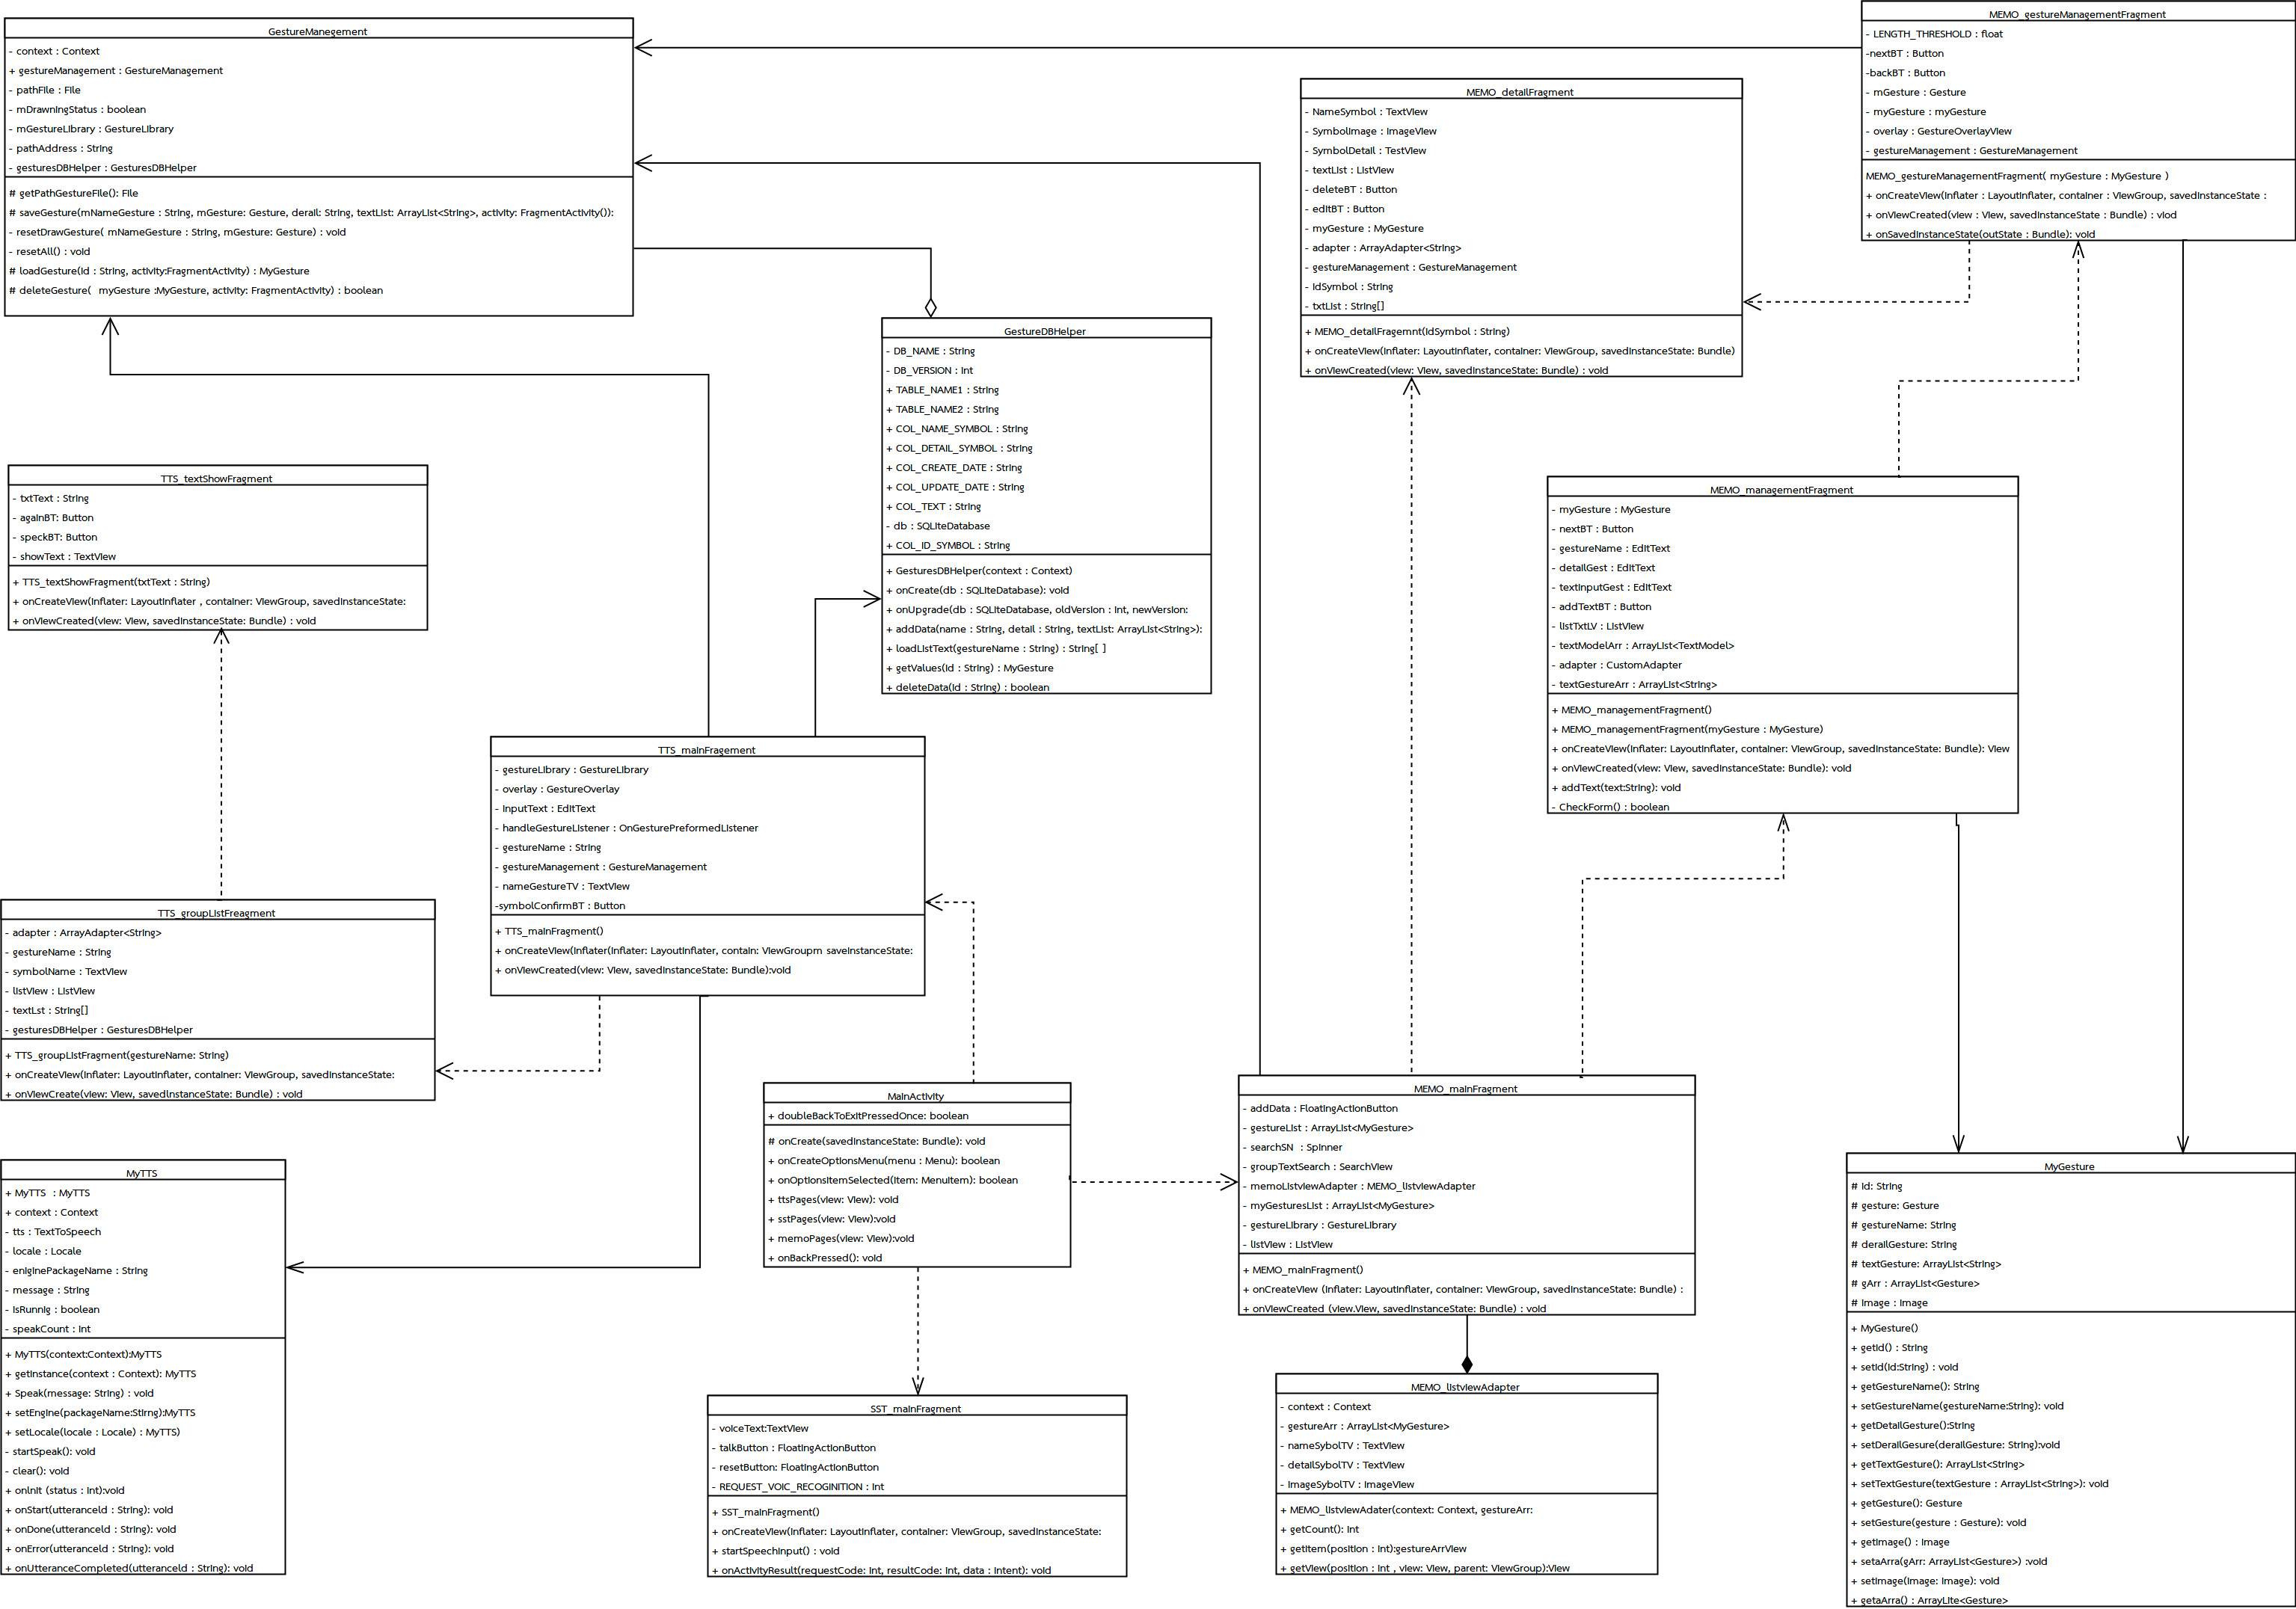 GestureManegement
- context : Context
+ gestureManagement : GestureManagement
- pathFile : File
- mDrawningStatus : boolean
- mGestureLibrary : GestureLibrary
- pathAddress : String
- gesturesDBHelper : GesturesDBHelper
# getPathGestureFile(): File
# saveGesture(mNameGesture : String, mGesture: Gesture, derail: String, textList: ArrayList<String>, activity: FragmentActivity()):
- resetDrawGesture( mNameGesture : String, mGesture: Gesture) : void
- resetAll() : void
# loadGesture(id : String, activity:FragmentActivity) : MyGesture
# deleteGesture(  myGesture :MyGesture, activity: FragmentActivity) : boolean
MEMO_gestureManagementFragment
- LENGTH_THRESHOLD : float
-nextBT : Button
-backBT : Button
- mGesture : Gesture
- myGesture : myGesture
- overlay : GestureOverlayView
- gestureManagement : GestureManagement
MEMO_gestureManagementFragment( myGesture : MyGesture )
+ onCreateView(inflater : LayoutInflater, container : ViewGroup, savedInstanceState :
+ onViewCreated(view : View, savedInstanceState : Bundle) : viod
+ onSavedInstanceState(outState : Bundle): void
MEMO_detailFragment
- NameSymbol : TextView
- SymbolImage : ImageView
- SymbolDetail : TestView
- textList : ListView
- deleteBT : Button
- editBT : Button
- myGesture : MyGesture
- adapter : ArrayAdapter<String>
- gestureManagement : GestureManagement
- idSymbol : String
- txtList : String[]
+ MEMO_detailFragemnt(idSymbol : String)
+ onCreateView(inflater: LayoutInflater, container: ViewGroup, savedInstanceState: Bundle)
+ onViewCreated(view: View, savedInstanceState: Bundle) : void
GestureDBHelper
- DB_NAME : String
- DB_VERSION : int
+ TABLE_NAME1 : String
+ TABLE_NAME2 : String
+ COL_NAME_SYMBOL : String
+ COL_DETAIL_SYMBOL : String
+ COL_CREATE_DATE : String
+ COL_UPDATE_DATE : String
+ COL_TEXT : String
- db : SQLiteDatabase
+ COL_ID_SYMBOL : String
+ GesturesDBHelper(context : Context)
+ onCreate(db : SQLiteDatabase): void
+ onUpgrade(db : SQLiteDatabase, oldVersion : int, newVersion:
+ addData(name : String, detail : String, textList: ArrayList<String>):
+ loadListText(gestureName : String) : String[ ]
+ getValues(id : String) : MyGesture
+ deleteData(id : String) : boolean
TTS_textShowFragment
- txtText : String
- againBT: Button
- speckBT: Button
- showText : TextView
+ TTS_textShowFragment(txtText : String)
+ onCreateView(inflater: LayoutInflater , container: ViewGroup, savedInstanceState:
+ onViewCreated(view: View, savedInstanceState: Bundle) : void
MEMO_managementFragment
- myGesture : MyGesture
- nextBT : Button
- gestureName : EditText
- detailGest : EditText
- textInputGest : EditText
- addTextBT : Button
- listTxtLV : ListView
- textModelArr : ArrayList<TextModel>
- adapter : CustomAdapter
- textGestureArr : ArrayList<String>
+ MEMO_managementFragment()
+ MEMO_managementFragment(myGesture : MyGesture)
+ onCreateView(inflater: LayoutInflater, container: ViewGroup, savedInstanceState: Bundle): View
+ onViewCreated(view: View, savedInstanceState: Bundle): void
+ addText(text:String): void
- CheckForm() : boolean
TTS_mainFragement
- gestureLibrary : GestureLibrary
- overlay : GestureOverlay
- inputText : EditText
- handleGestureListener : OnGesturePreformedListener
- gestureName : String
- gestureManagement : GestureManagement
- nameGestureTV : TextView
-symbolConfirmBT : Button
+ TTS_mainFragment()
+ onCreateView(inflater(inflater: LayoutInflater, contain: ViewGroupm saveInstanceState:
+ onViewCreated(view: View, savedInstanceState: Bundle):void
TTS_groupListFreagment
- adapter : ArrayAdapter<String>
- gestureName : String
- symbolName : TextView
- listView : ListView
- textLst : String[]
- gesturesDBHelper : GesturesDBHelper
+ TTS_groupListFragment(gestureName: String)
+ onCreateView(inflater: LayoutInflater, container: ViewGroup, savedInstanceState:
+ onViewCreate(view: View, savedInstanceState: Bundle) : void
MainActivity
+ doubleBackToExitPressedOnce: boolean
# onCreate(savedInstanceState: Bundle): void
+ onCreateOptionsMenu(menu : Menu): boolean
+ onOptionsItemSelected(item: MenuItem): boolean
+ ttsPages(view: View): void
+ sstPages(view: View):void
+ memoPages(view: View):void
+ onBackPressed(): void
MEMO_mainFragment
- addData : FloatingActionButton
- gestureList : ArrayList<MyGesture>
- searchSN  : Spinner
- groupTextSearch : SearchView
- memoListviewAdapter : MEMO_listviewAdapter
- myGesturesList : ArrayList<MyGesture>
- gestureLibrary : GestureLibrary
- listView : ListView
+ MEMO_mainFragment()
+ onCreateView (inflater: LayoutInflater, container: ViewGroup, savedInstanceState: Bundle) :
+ onViewCreated (view.View, savedInstanceState: Bundle) : void
MyTTS
+ MyTTS  : MyTTS
+ context : Context
- tts : TextToSpeech
- locale : Locale
- eniginePackageName : String
- message : String
- isRunnig : boolean
- speakCount : int
+ MyTTS(context:Context):MyTTS
+ getInstance(context : Context): MyTTS
+ Speak(message: String) : void
+ setEngine(packageName:Stirng):MyTTS
+ setLocale(locale : Locale) : MyTTS)
- startSpeak(): void
- clear(): void
+ onInit (status : int):void
+ onStart(utteranceId : String): void
+ onDone(utteranceId : String): void
+ onError(utteranceId : String): void
+ onUtteranceCompleted(utteranceId : String): void
MyGesture
# id: String
# gesture: Gesture
# gestureName: String
# derailGesture: String
# textGesture: ArrayList<String>
# gArr : ArrayList<Gesture>
# image : Image
+ MyGesture()
+ getId() : String
+ setId(id:String) : void
+ getGestureName(): String
+ setGestureName(gestureName:String): void
+ getDetailGesture():String
+ setDerailGesure(derailGesture: String):void
+ getTextGesture(): ArrayList<String>
+ setTextGesture(textGesture : ArrayList<String>): void
+ getGesture(): Gesture
+ setGesture(gesture : Gesture): void
+ getImage() : Image
+ setaArra(gArr: ArrayList<Gesture>) :void
+ setImage(image: Image): void
+ getaArra() : ArrayLite<Gesture>
SST_mainFragment
- voiceText:TextView
- talkButton : FloatingActionButton
- resetButton: FloatingActionButton
- REQUEST_VOIC_RECOGINITION : int
+ SST_mainFragment()
+ onCreateView(inflater: LayoutInflater, container: ViewGroup, savedInstanceState:
+ startSpeechInput() : void
+ onActivityResult(requestCode: int, resultCode: int, data : Intent): void
MEMO_listviewAdapter
- context : Context
- gestureArr : ArrayList<MyGesture>
- nameSybolTV : TextView
- detailSybolTV : TextView
- imageSybolTV : ImageView
+ MEMO_listviewAdater(context: Context, gestureArr:
+ getCount(): int
+ getItem(position : int):gestureArrView
+ getView(position : int , view: View, parent: ViewGroup):View